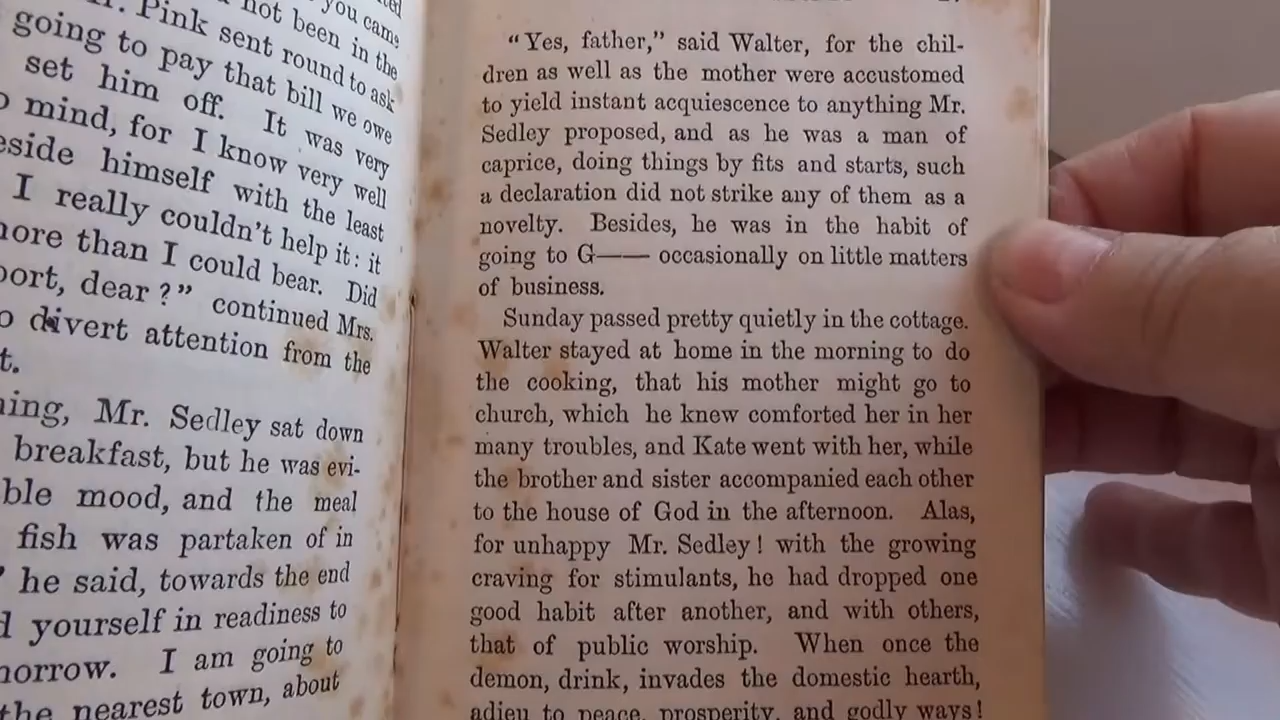 you came
not been in the
Pink sent round to ask
going to pay that bill we owe
set him off. It was very
mind, for I know very well
himself with the least
I really couldn't help it: it
than I could bear. Did
dear?" continued Mrs.
divert attention from the
Mr. Sedley sat down
breakfast, but he was evi-
mood, and the meal
fish was partaken of in
he said, towards the end
yourself in readiness to
I am going to
the nearest town, about
"Yes, father," said Walter, for the chil-
dren as well as the mother were accustomed
to yield instant acquiescence to anything Mr.
Sedley proposed, and as he was a man of
caprice, doing things by fits and starts, such
a declaration did not strike any of them as a
novelty. Besides, he was in the habit of
going to G—— occasionally on little matters
of business.
Sunday passed pretty quietly in the cottage.
Walter stayed at home in the morning to do
the cooking, that his mother might go to
church, which he knew comforted her in her
many troubles, and Kate went with her, while
the brother and sister accompanied each other
to the house of God in the afternoon. Alas,
for unhappy Mr. Sedley! with the growing
craving for stimulants, he had dropped one
good habit after another, and with others,
that of public worship. When once the
demon, drink, invades the domestic hearth,
adieu to peace, prosperity, and godly ways!